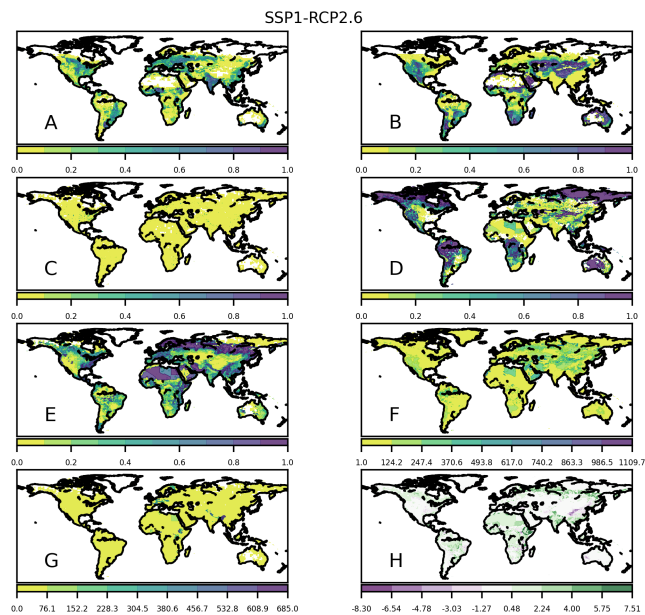 SSP1-RCP2.6
A
B
0.0 0.2 0.4 0.6 0.8 1.0
0.0 0.2 0.4 0.6 0.8 1.0
C
D
0.0 0.2 0.4 0.6 0.8 1.0
0.0 0.2 0.4 0.6 0.8 1.0
E
F
0.0 0.2 0.4 0.6 0.8 1.0
1.0 124.2 247.4 370.6 493.8 617.0 740.2 863.3 986.5 1109.7
G
H
0.0 76.1 152.2 228.3 304.5 380.6 456.7 532.8 608.9 685.0
-8.30 -6.54 -4.78 -3.03 -1.27 0.48 2.24 4.00 5.75 7.51